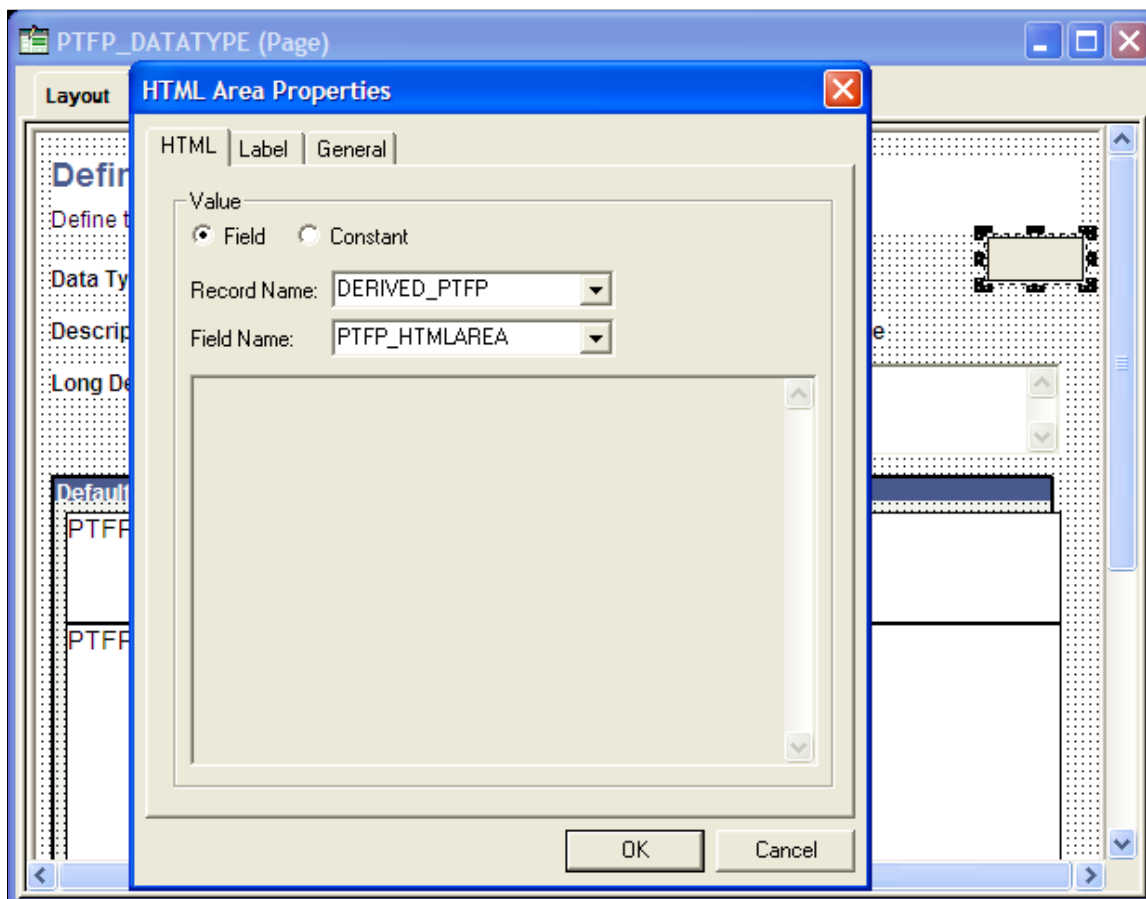 PTFP_DATATYPE (Page)
Layout
HTML Area Properties
HTML Label General
Defin
Define t
Value
Field Constant
Data Ty
Record Name: DERIVED_PTFP
Descrip
e
Field Name: PTFP_HTMLAREA
Long De
Default
PTFP
PTFP
OK Cancel